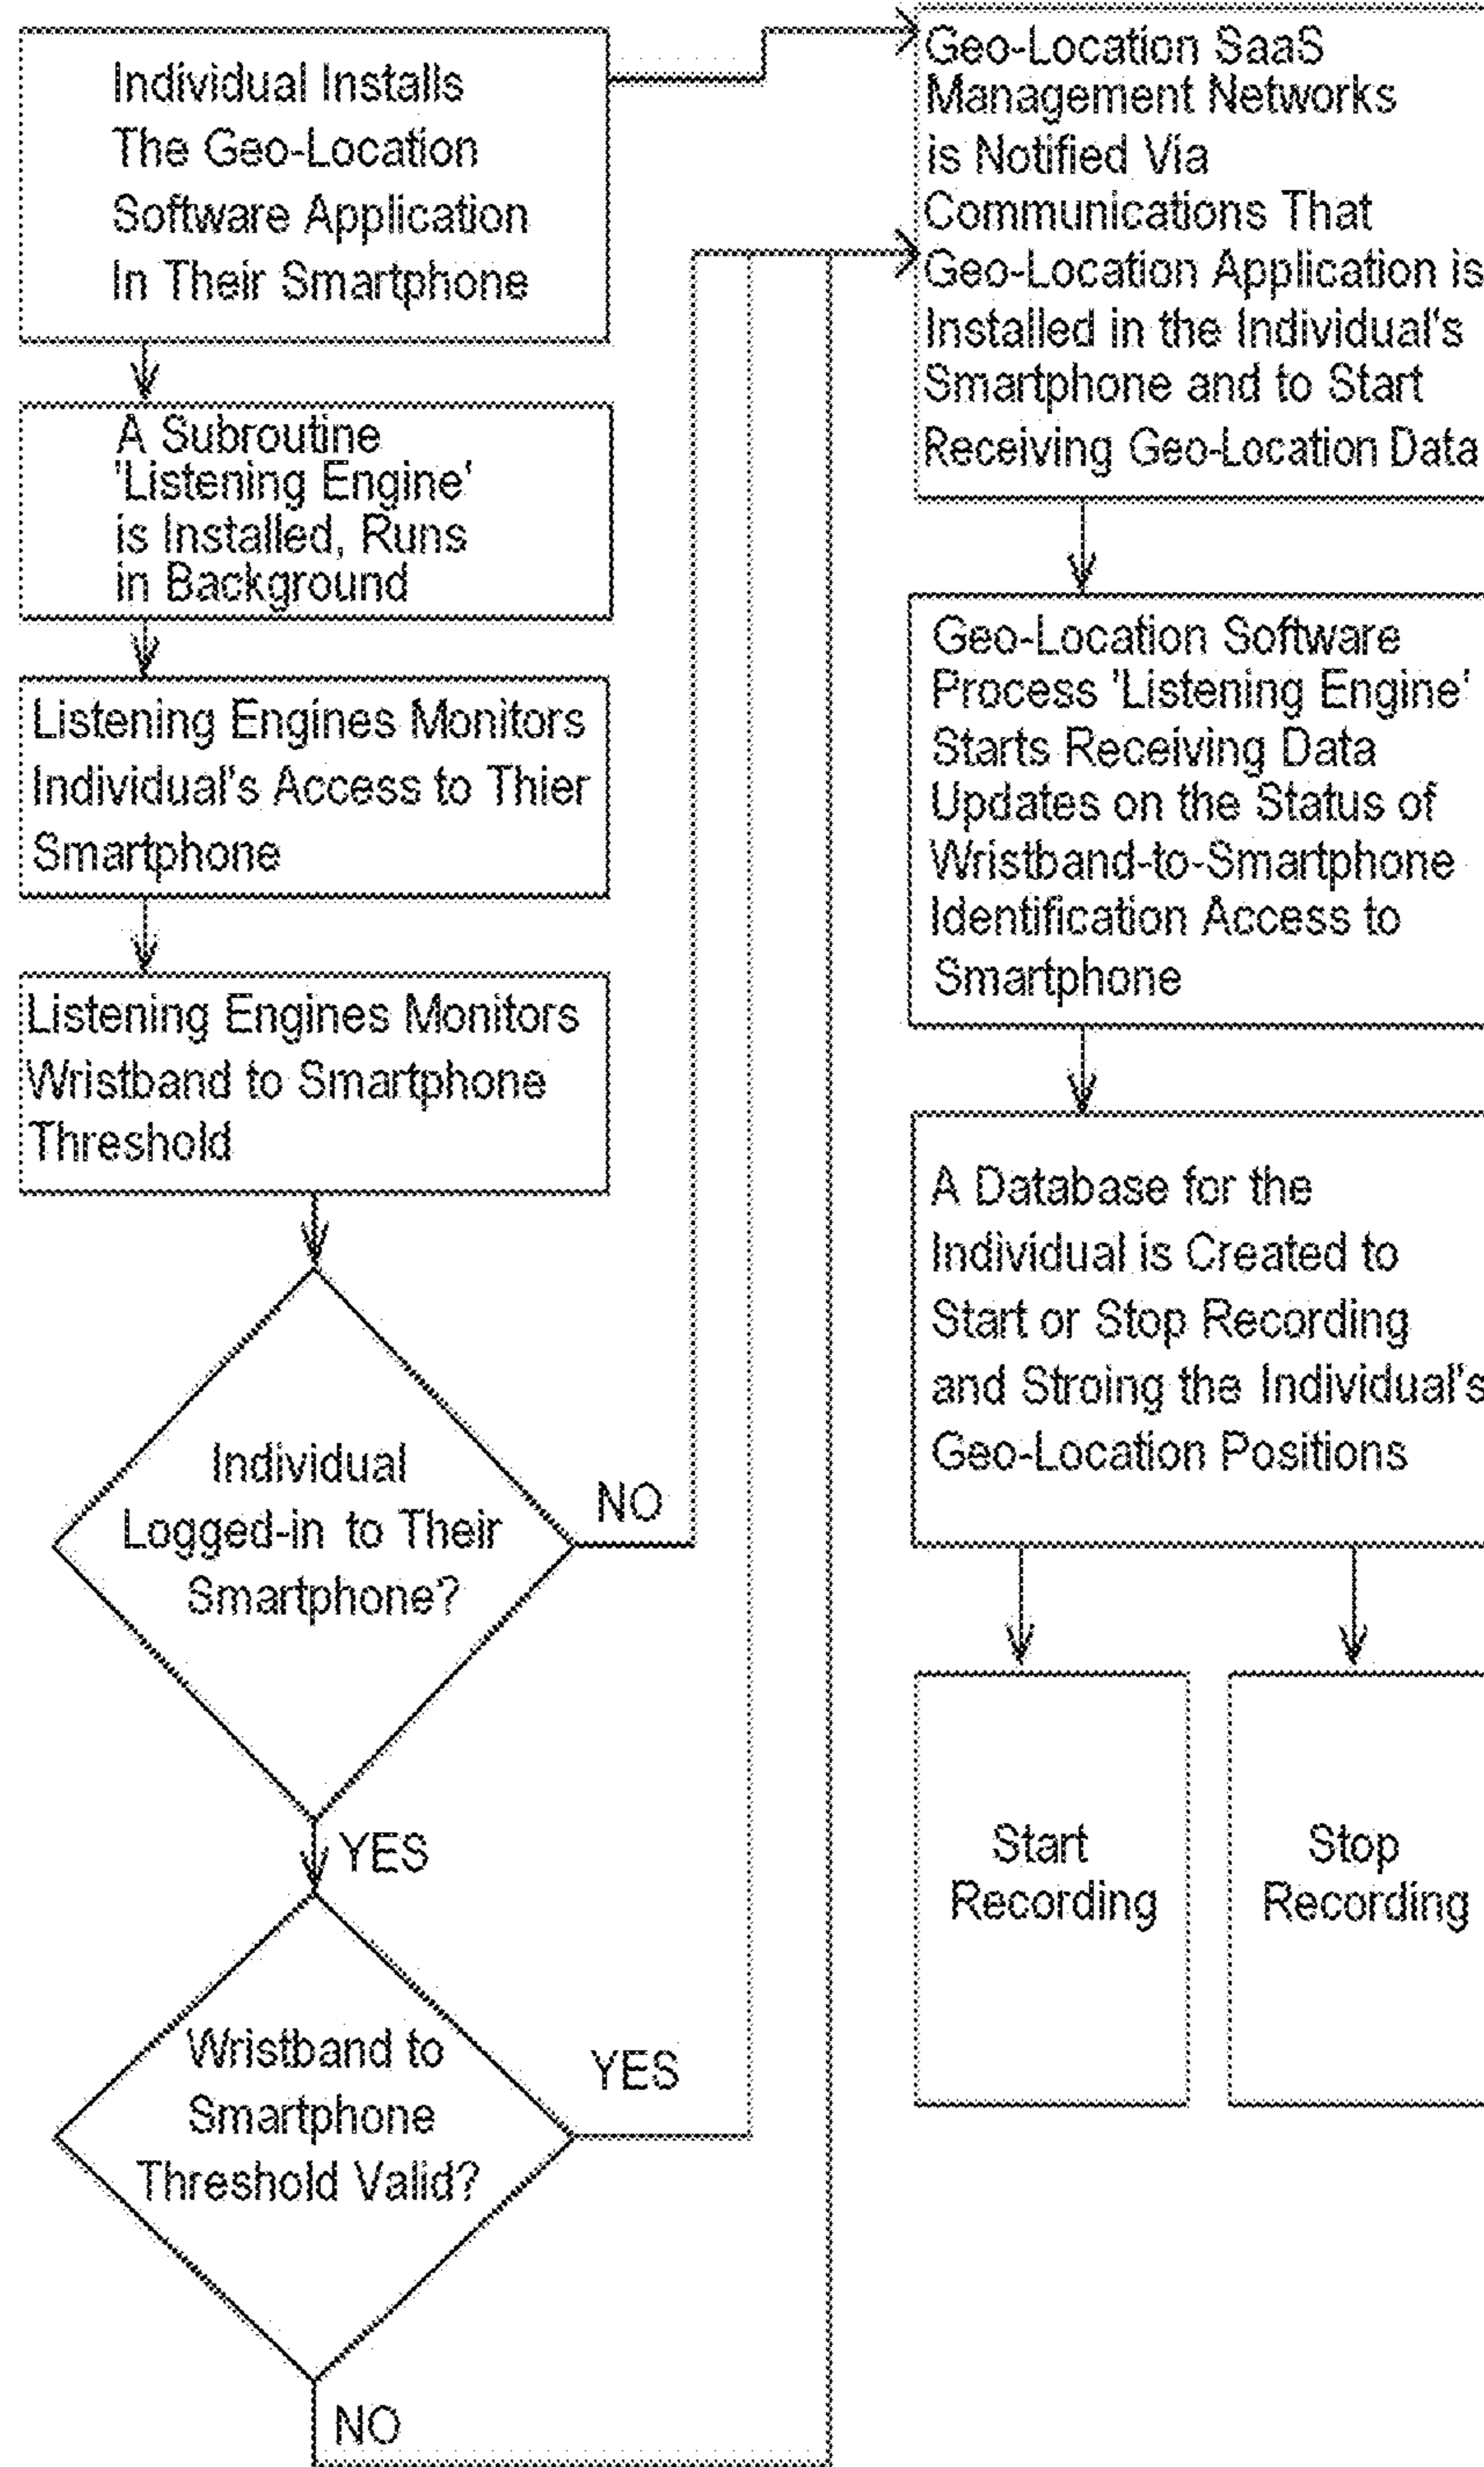 Individual Installs
The Geo-Location
Software Application
In Their Smartphone
A Subroutine
'Listening Engine'
is Installed, Runs
in Background
Listening Engines Monitors
Individual's Access to Thier
Smartphone
Listening Engines Monitors
Wristband to Smartphone
Threshold
Individual
Logged-in to Their
Smartphone?
NO
YES
Wristband to
Smartphone
Threshold Valid?
YES
NO
Geo-Location SaaS
Management Networks
is Notified Via
Communications That
Geo-Location Application is
Installed in the Individual's
Smartphone and to Start
Receiving Geo-Location Data
Geo-Location Software
Process 'Listening Engine'
Starts Receiving Data
Updates on the Status of
Wristband-to-Smartphone
Identification Access to
Smartphone
A Database for the
Individual is Created to
Start or Stop Recording
and Stroing the Individual's
Geo-Location Positions
Start
Recording
Stop
Recording